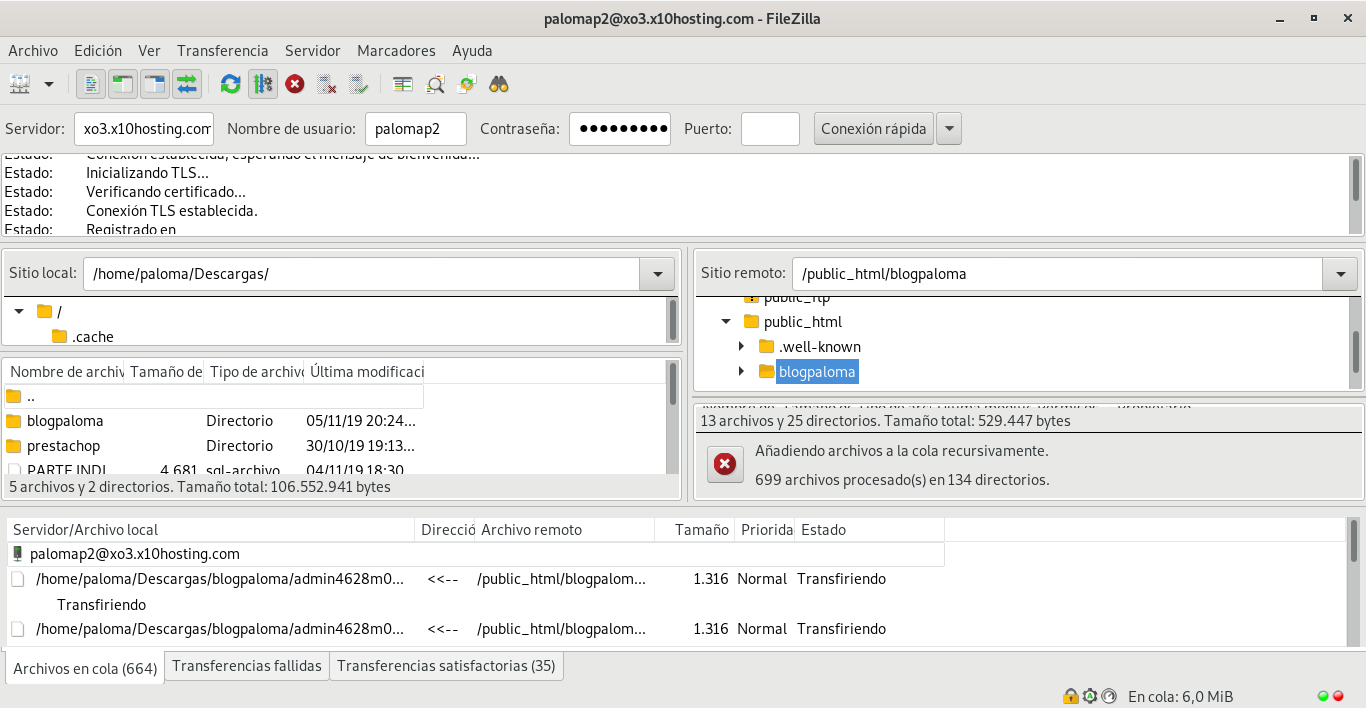 palomap2@xo3.x10hosting.com - FileZilla
Archivo Edición Ver Transferencia Servidor Marcadores Ayuda
Servidor: xo3.x10hosting.com Nombre de usuario: palomap2 Contraseña: ●●●●●●●●● Puerto: Conexión rápida
Estado: Conexión establecida, esperando el mensaje de bienvenida...
Estado: Inicializando TLS...
Estado: Verificando certificado...
Estado: Conexión TLS establecida.
Estado: Registrado en
Sitio local: /home/paloma/Descargas/
/
.cache
Nombre de archiv Tamaño de Tipo de archivo Última modificaci
..
blogpaloma Directorio 05/11/19 20:24...
prestachop Directorio 30/10/19 19:13...
PARTE INDI 4.681 sql-archivo 04/11/19 18:30
5 archivos y 2 directorios. Tamaño total: 106.552.941 bytes
Sitio remoto: /public_html/blogpaloma
public_ftp
public_html
.well-known
blogpaloma
13 archivos y 25 directorios. Tamaño total: 529.447 bytes
Añadiendo archivos a la cola recursivamente.
699 archivos procesado(s) en 134 directorios.
Servidor/Archivo local Direcció Archivo remoto Tamaño Priorida Estado
palomap2@xo3.x10hosting.com
/home/paloma/Descargas/blogpaloma/admin4628m0... <<-- /public_html/blogpalom... 1.316 Normal Transfiriendo
Transfiriendo
/home/paloma/Descargas/blogpaloma/admin4628m0... <<-- /public_html/blogpalom... 1.316 Normal Transfiriendo
Archivos en cola (664) Transferencias fallidas Transferencias satisfactorias (35)
En cola: 6,0 MiB